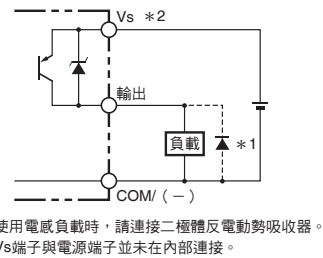 Vs ＊2
輸出
負載
＊1
COM/（－）
使用電感負載時，請連接二極體反電動勢吸收器。
Vs端子與電源端子並未在內部連接。